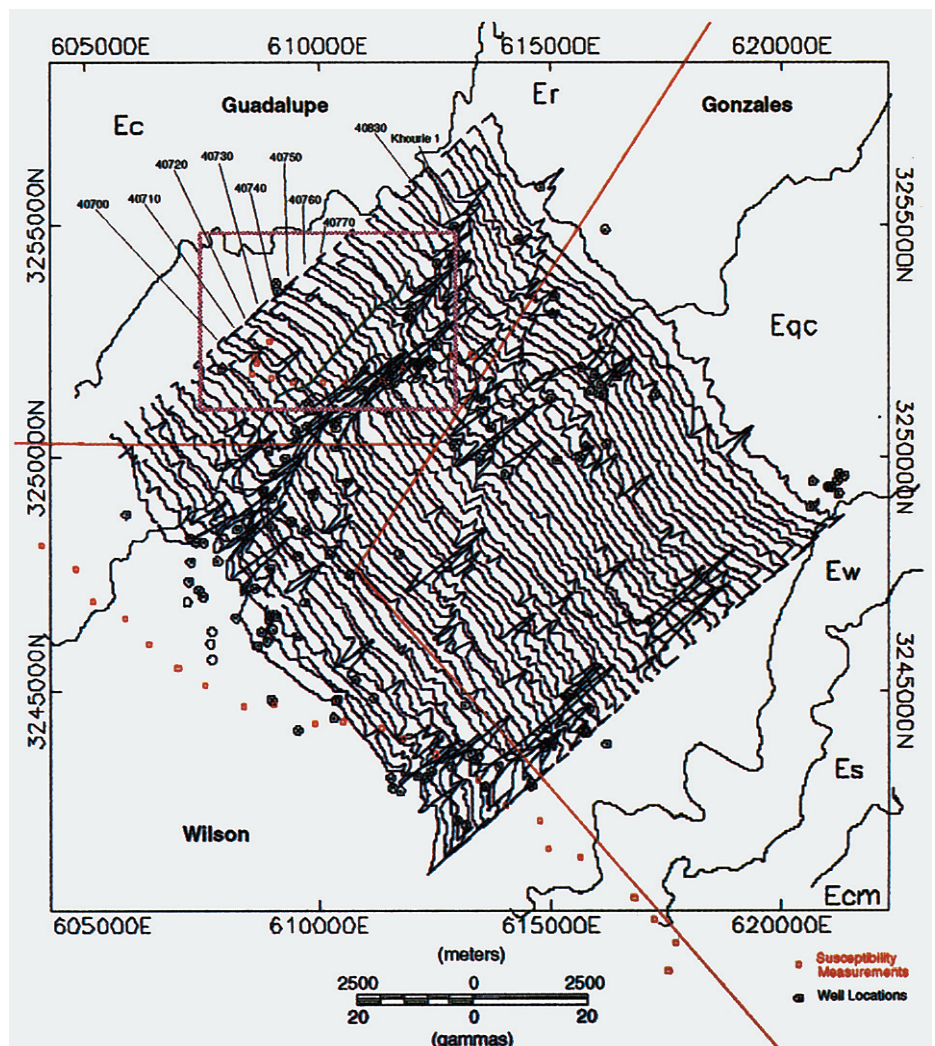 605000E 610000E 615000E 620000E
Guadalupe Er Gonzales
Ec
40830 Khourie 1
40720 40730 40750
40740
40700 40710 40760
40770
3255000N 3255000N
Eqc
3250000N 3250000N
Ew
3245000N 3245000N
Es
Wilson
Ecm
605000E 610000E 615000E 620000E
(meters)
2500 0 2500
20 0 20
(gammas)
Susceptibility
Measurements
Well Locations